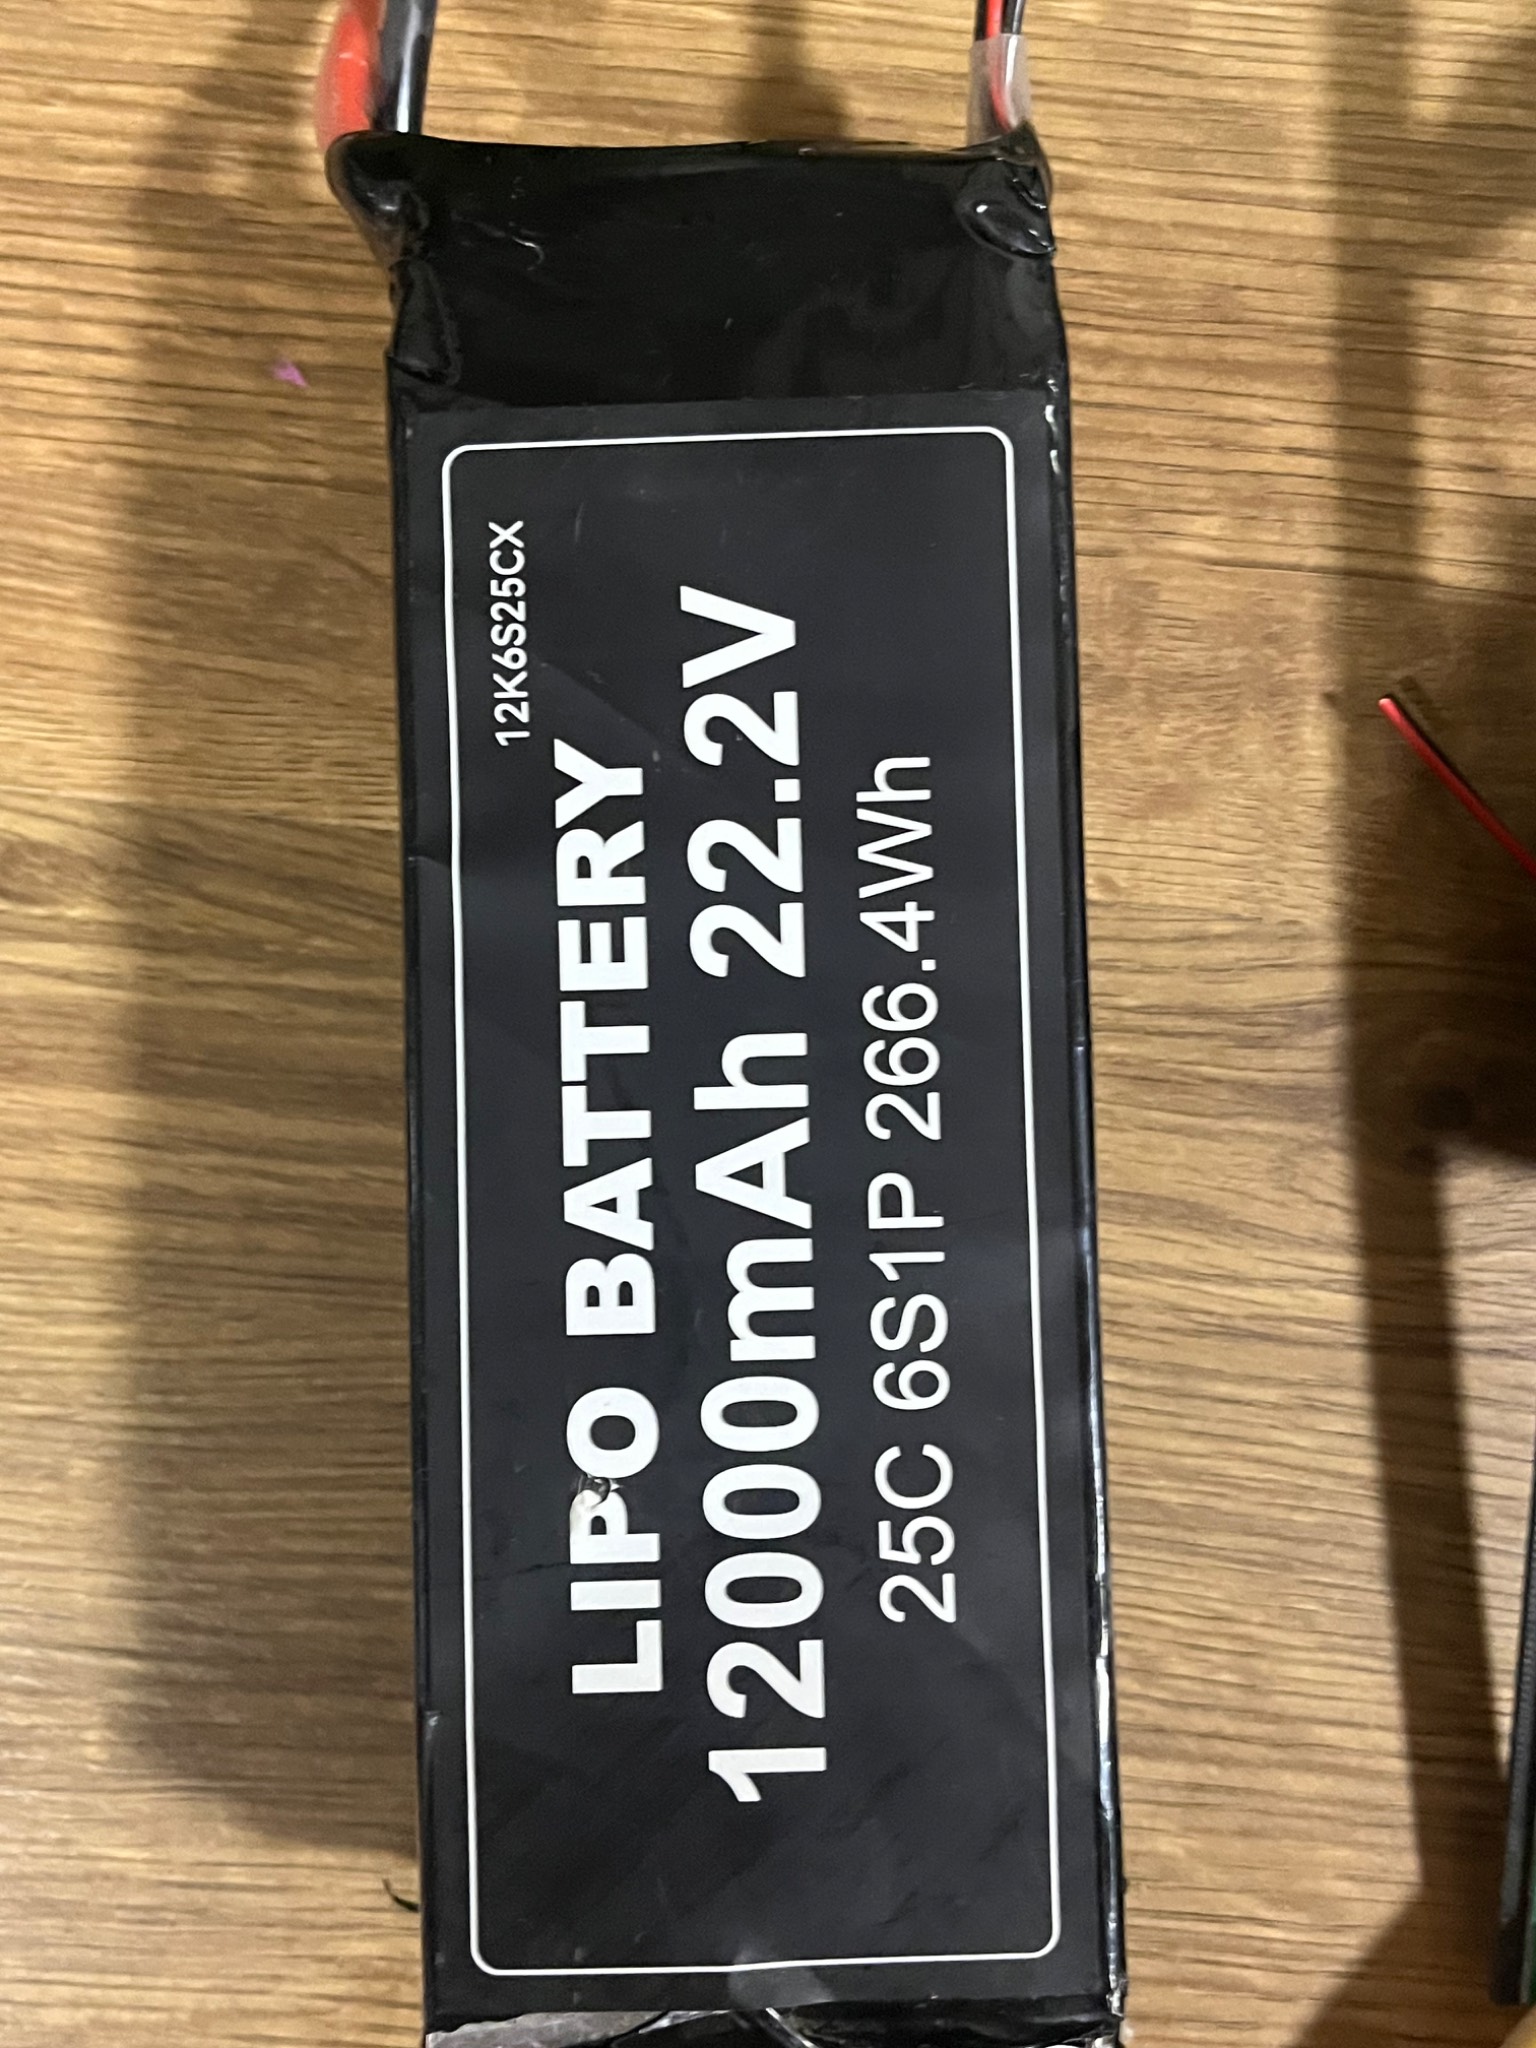 12K6S25CX
LIPO BATTERY
12000mAh 22.2V
25C 6S1P 266.4Wh